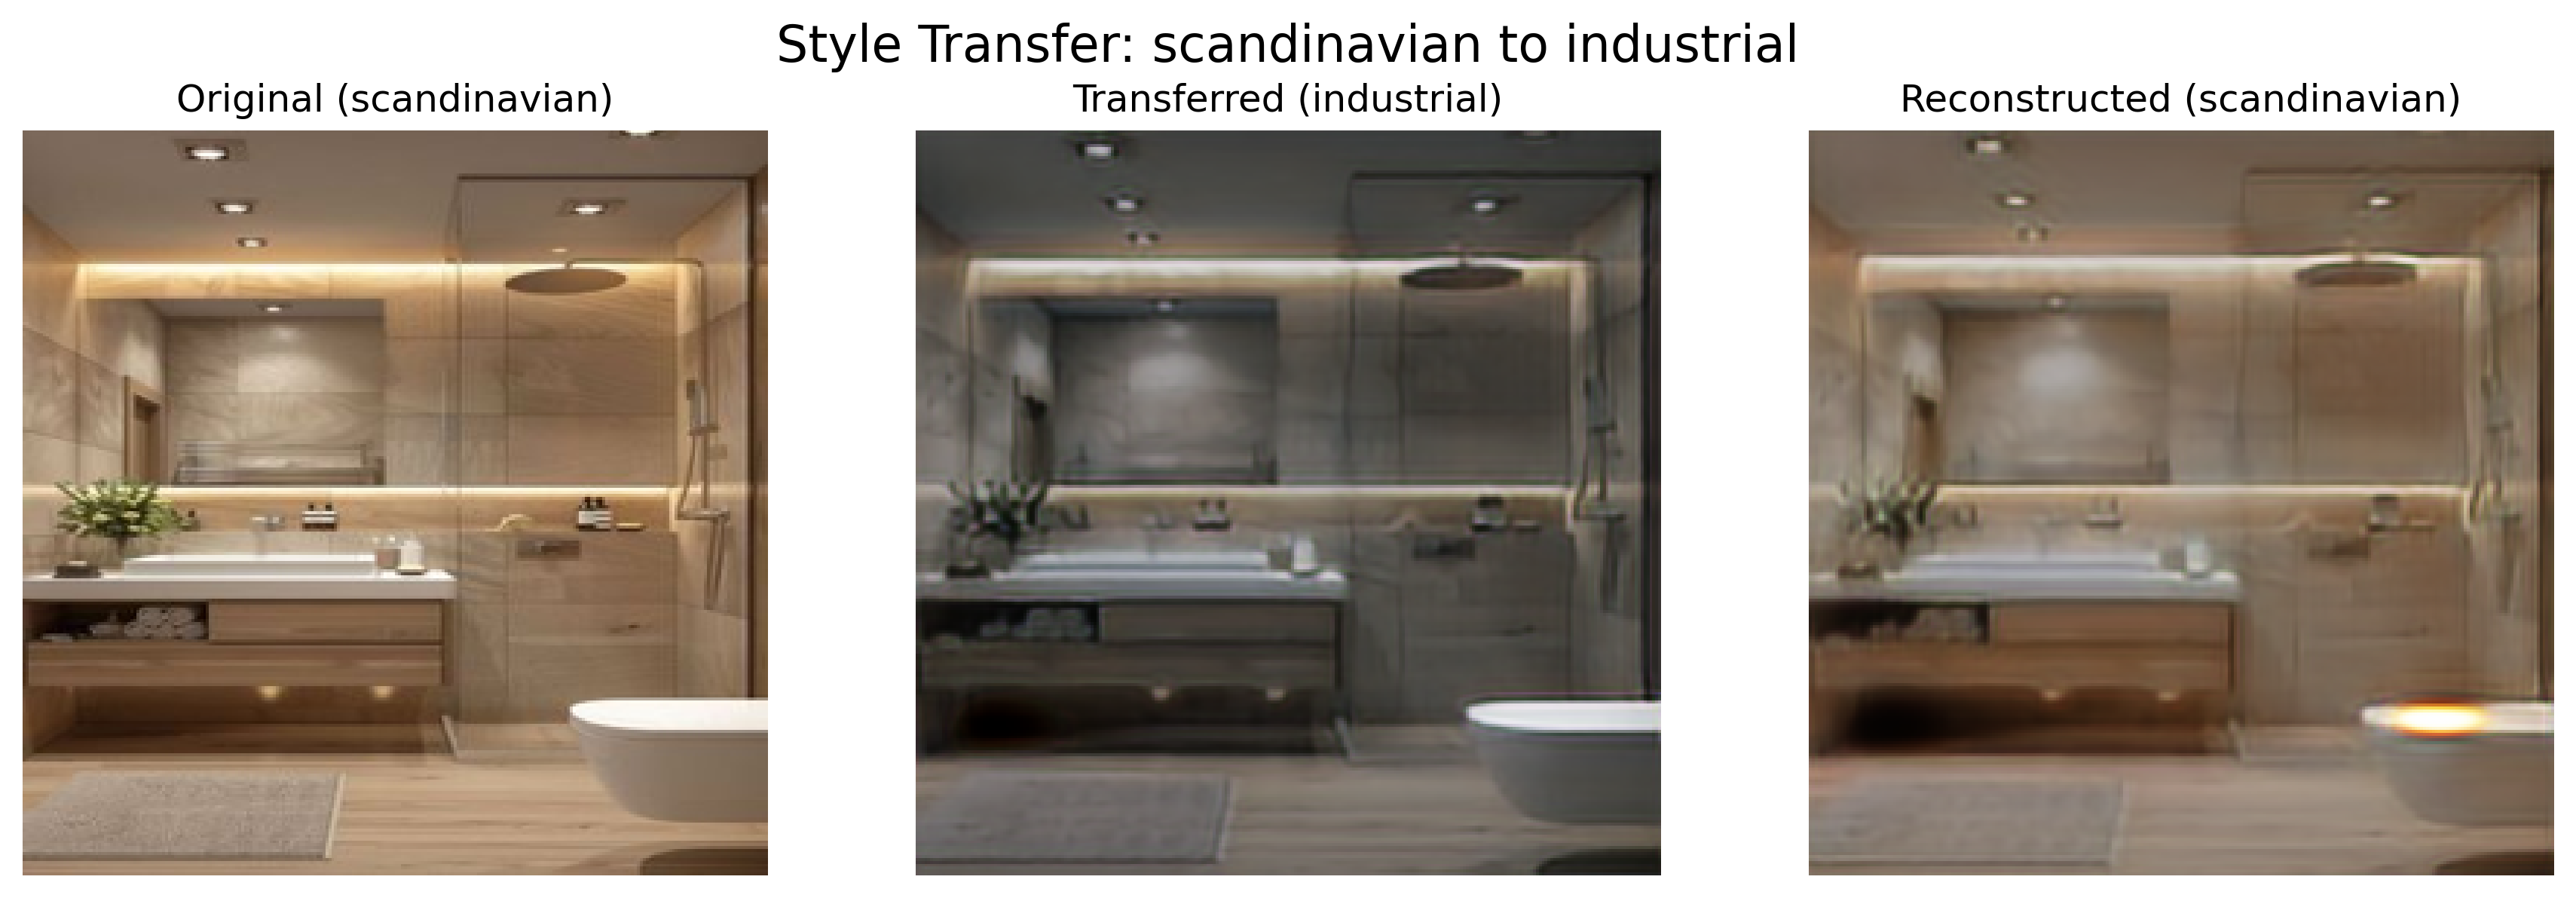 Style Transfer: scandinavian to industrial
Original (scandinavian)
Transferred (industrial)
Reconstructed (scandinavian)